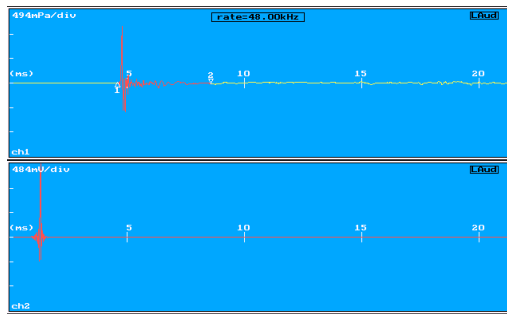 494mPa/div rate=48.00kHz LAud
(ms) 5 2 10 15 20
1
ch1
484mV/div LAud
(ms) 5 10 15 20
ch2